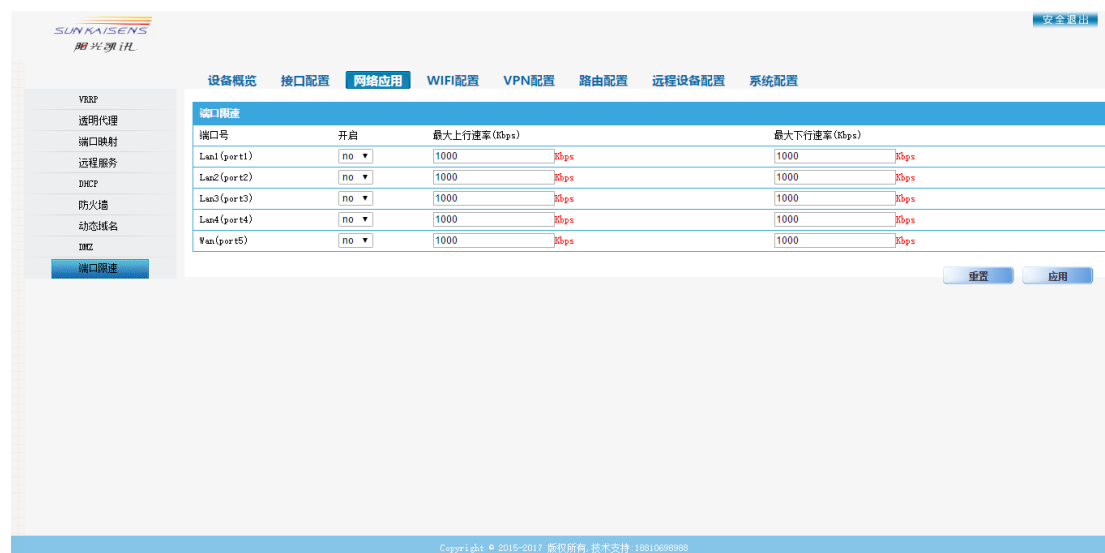 SUNKAISENS
阳光凯讯
安全退出
设备概览 接口配置 网络应用 WIFI配置 VPN配置 路由配置 远程设备配置 系统配置
VRRP
透明代理
端口映射
远程服务
DHCP
防火墙
动态域名
DMZ
端口限速
端口限速
端口号 开启 最大上行速率(Kbps) 最大下行速率(Kbps)
Lan1(port1) no 1000 Kbps 1000 Kbps
Lan2(port2) no 1000 Kbps 1000 Kbps
Lan3(port3) no 1000 Kbps 1000 Kbps
Lan4(port4) no 1000 Kbps 1000 Kbps
Wan(port5) no 1000 Kbps 1000 Kbps
重置 应用
Copyright © 2015-2017 版权所有,技术支持:18810698988